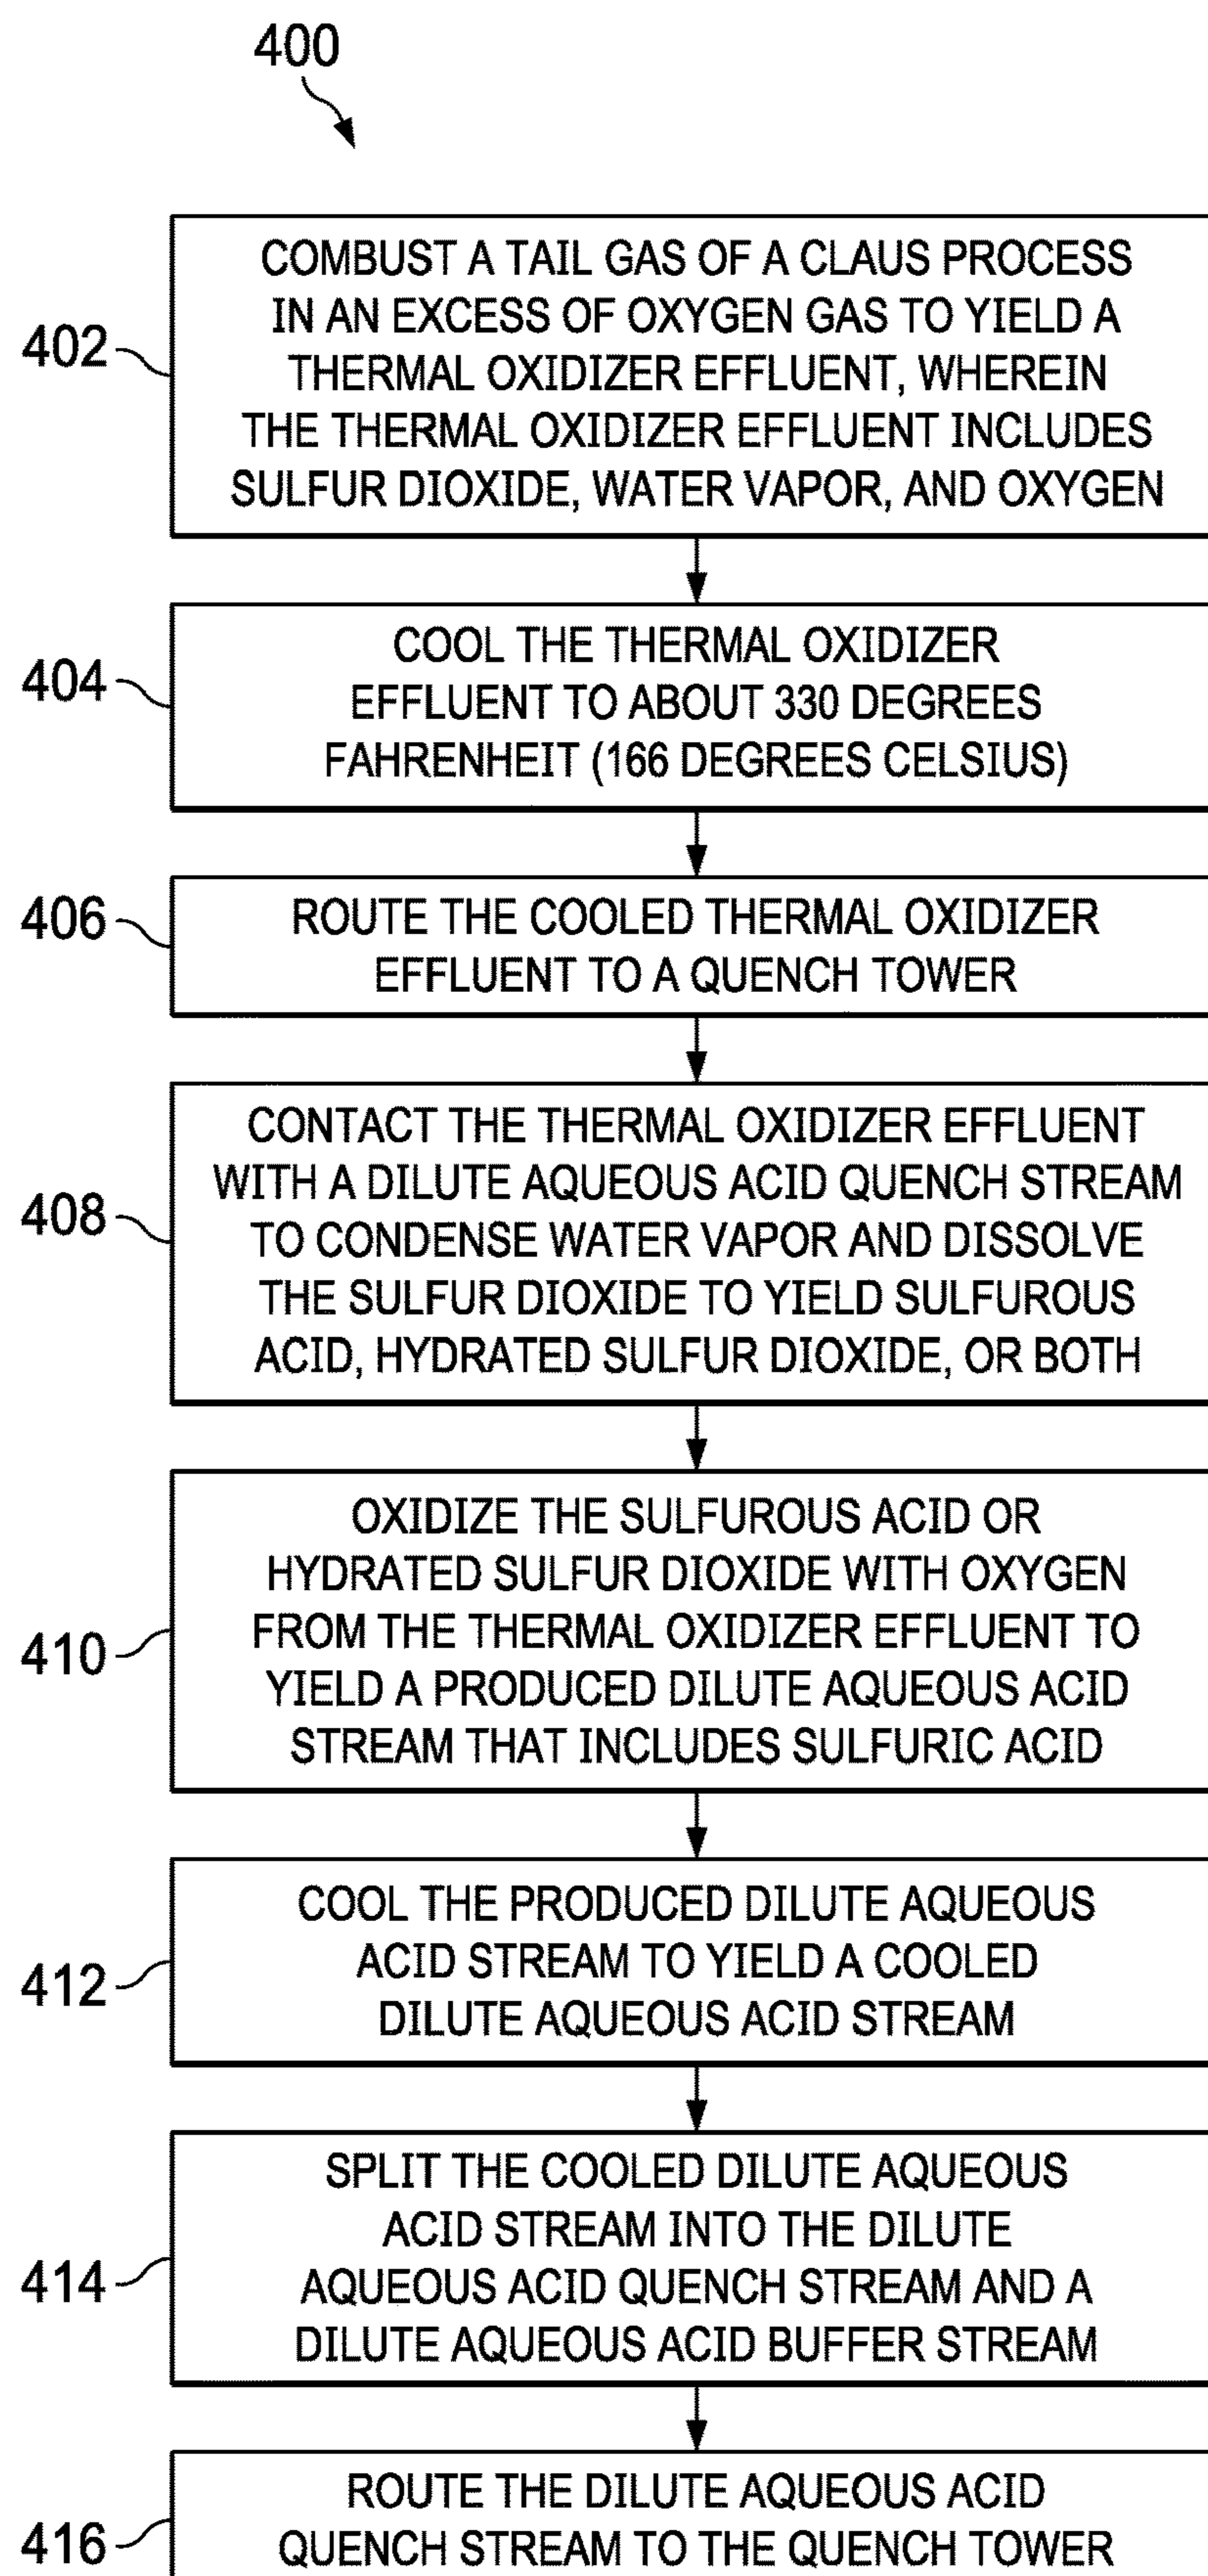 400
402
COMBUST A TAIL GAS OF A CLAUS PROCESS
IN AN EXCESS OF OXYGEN GAS TO YIELD A
THERMAL OXIDIZER EFFLUENT, WHEREIN
THE THERMAL OXIDIZER EFFLUENT INCLUDES
SULFUR DIOXIDE, WATER VAPOR, AND OXYGEN
404
COOL THE THERMAL OXIDIZER
EFFLUENT TO ABOUT 330 DEGREES
FAHRENHEIT (166 DEGREES CELSIUS)
406
ROUTE THE COOLED THERMAL OXIDIZER
EFFLUENT TO A QUENCH TOWER
408
CONTACT THE THERMAL OXIDIZER EFFLUENT
WITH A DILUTE AQUEOUS ACID QUENCH STREAM
TO CONDENSE WATER VAPOR AND DISSOLVE
THE SULFUR DIOXIDE TO YIELD SULFUROUS
ACID, HYDRATED SULFUR DIOXIDE, OR BOTH
410
OXIDIZE THE SULFUROUS ACID OR
HYDRATED SULFUR DIOXIDE WITH OXYGEN
FROM THE THERMAL OXIDIZER EFFLUENT TO
YIELD A PRODUCED DILUTE AQUEOUS ACID
STREAM THAT INCLUDES SULFURIC ACID
412
COOL THE PRODUCED DILUTE AQUEOUS
ACID STREAM TO YIELD A COOLED
DILUTE AQUEOUS ACID STREAM
414
SPLIT THE COOLED DILUTE AQUEOUS
ACID STREAM INTO THE DILUTE
AQUEOUS ACID QUENCH STREAM AND A
DILUTE AQUEOUS ACID BUFFER STREAM
416
ROUTE THE DILUTE AQUEOUS ACID
QUENCH STREAM TO THE QUENCH TOWER